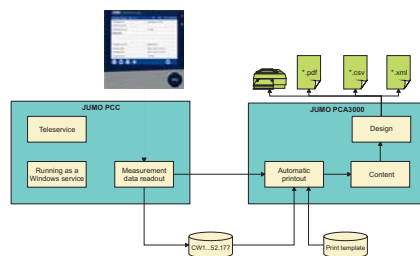 *.pdf
*.csv
*.xml
JUMO PCC
JUMO PCA3000
Teleservice
Design
Running as a
Windows service
Measurement
data readout
Automatic
printout
Content
CW1...52.177
Print template